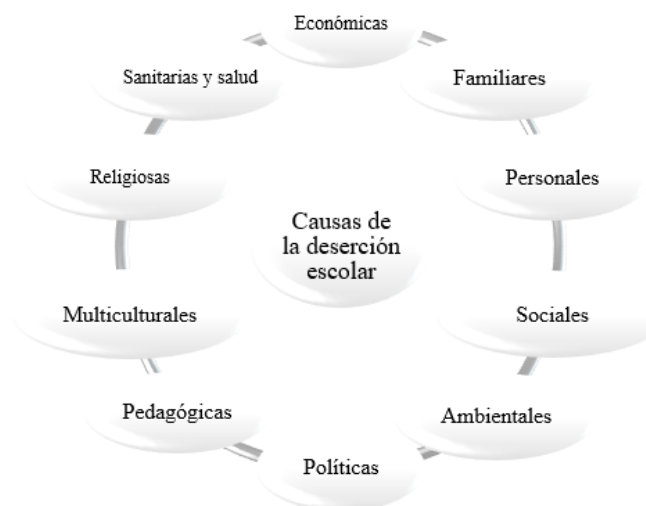 Económicas
Sanitarias y salud
Familiares
Religiosas
Personales
Causas de
la deserción
escolar
Multiculturales
Sociales
Pedagógicas
Ambientales
Políticas